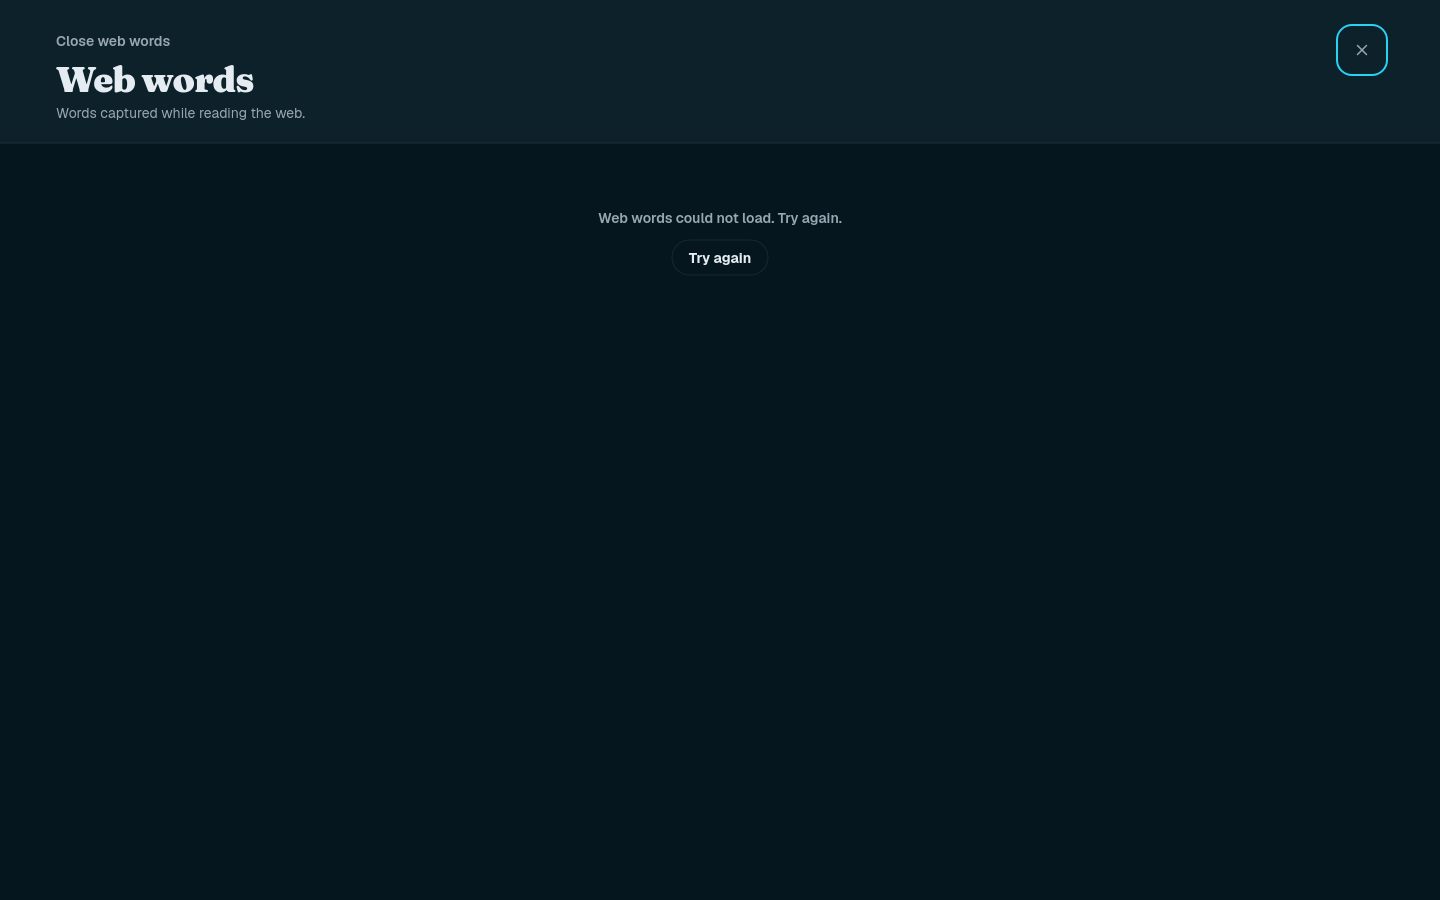 Close web words
Web words
Words captured while reading the web.
Web words could not load. Try again.
Try again